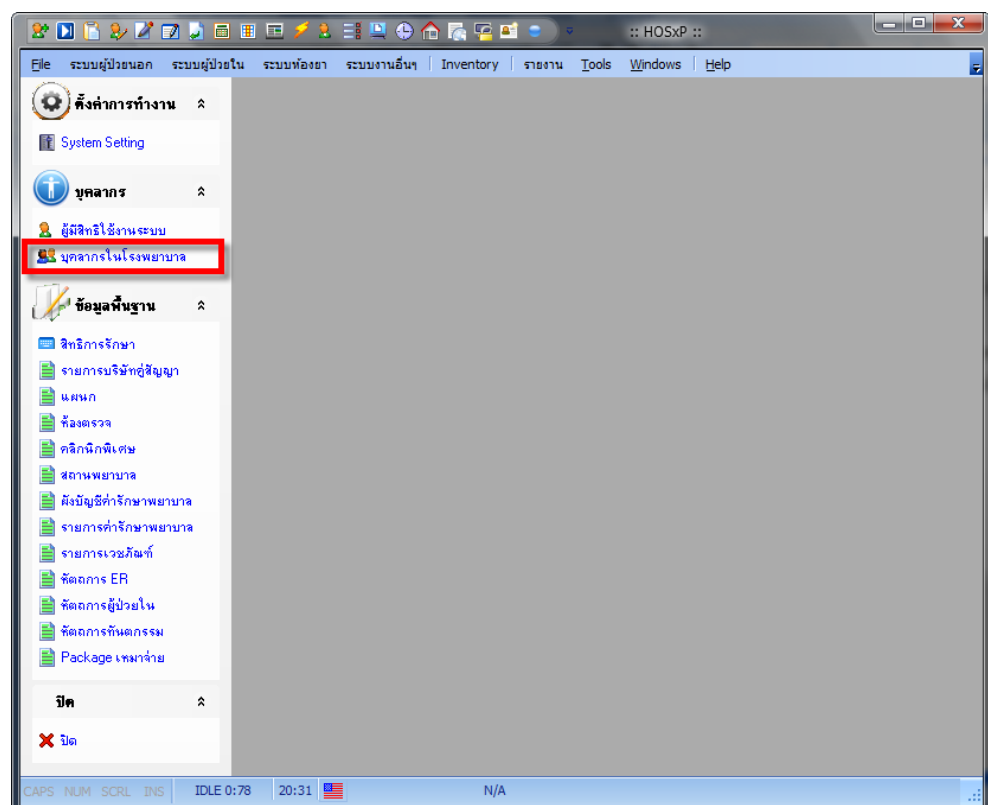 :: HOSxP ::
File ระบบผู้ป่วยนอก ระบบผู้ป่วยใน ระบบห้องยา ระบบงานอื่นๆ Inventory รายงาน Tools Windows Help
ตั้งค่าการทำงาน
System Setting
บุคลากร
ผู้มีสิทธิใช้งานระบบ
บุคลากรในโรงพยาบาล
ข้อมูลพื้นฐาน
สิทธิการรักษา
รายการบริษัทคู่สัญญา
แผนก
ห้องตรวจ
คลิกนิกพิเศษ
สถานพยาบาล
ผังบัญชีค่ารักษาพยาบาล
รายการค่ารักษาพยาบาล
รายการเวชภัณฑ์
หัตถการ ER
หัตถการผู้ป่วยใน
หัตถการทันตกรรม
Package เหมาจ่าย
ปิด
ปิด
CAPS NUM SCRL INS IDLE 0:78 20:31 N/A